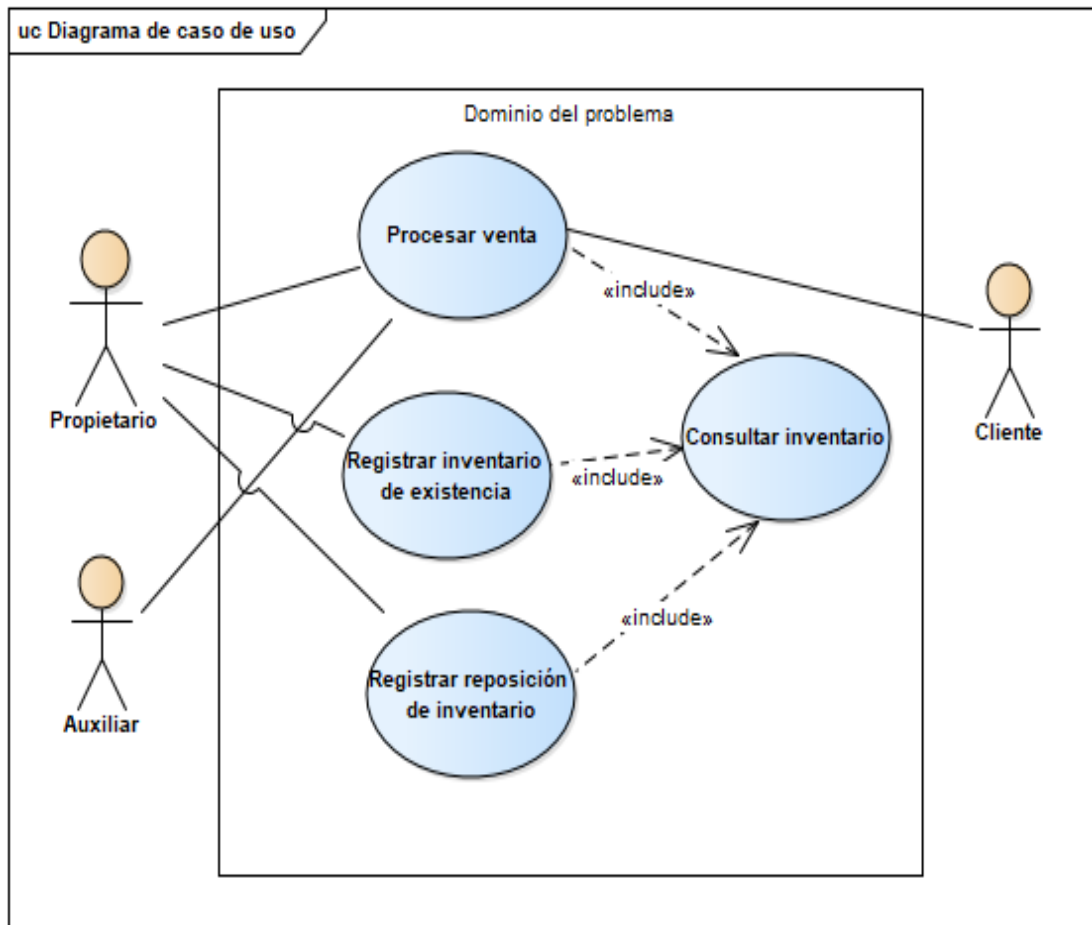 uc Diagrama de caso de uso
Dominio del problema
Procesar venta
«include»
Propietario
Cliente
Consultar inventario
Registrar inventario
de existencia
«include»
«include»
Auxiliar
Registrar reposición
de inventario